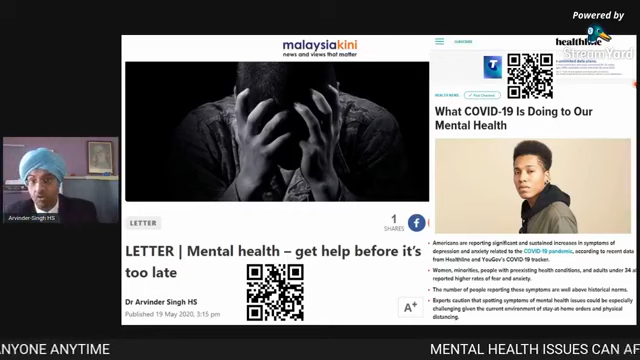 Powered by
StreamYard
malaysiakini
news and views that matter
LETTER
1
SHARES
LETTER | Mental health – get help before it's
too late
Dr Arvinder Singh HS
Published 19 May 2020, 3:15 pm
A+
healthline
SUBSCRIBE
HEALTH NEWS
Fact Checked
What COVID-19 Is Doing to Our
Mental Health
Americans are reporting significant and sustained increases in symptoms of
depression and anxiety related to the COVID-19 pandemic, according to recent data
from Healthline and YouGov's COVID-19 tracker.
Women, minorities, people with preexisting health conditions, and adults under 34 a
reported higher rates of fear and anxiety.
The number of people reporting these symptoms are well above historical norms.
Experts caution that spotting symptoms of mental health issues could be especially
challenging given the current environment of stay-at-home orders and physical
distancing.
Arvinder-Singh HS
ANYONE ANYTIME
MENTAL HEALTH ISSUES CAN AF